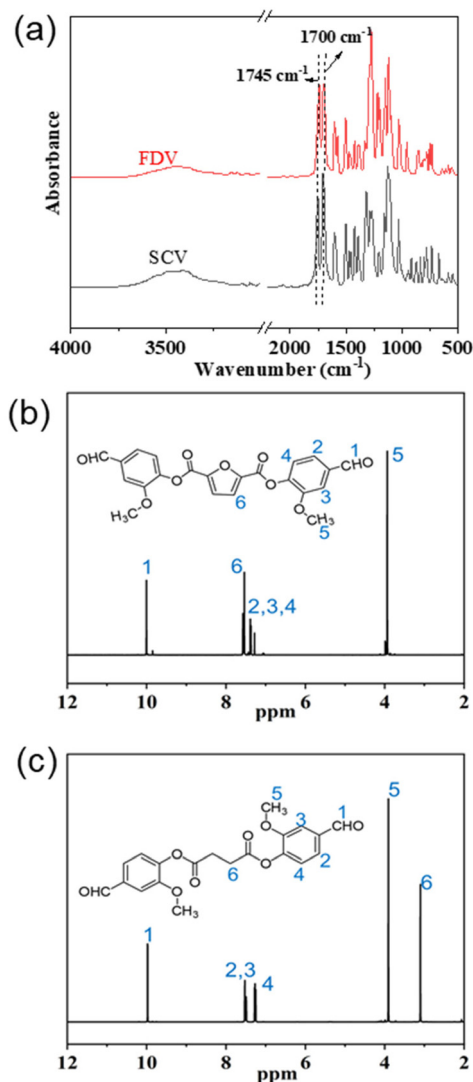 (a)
1700 cm-1
1745 cm-1
FDV
SCV
Absorbance
4000 3500 2000 1500 1000 500
Wavenumber (cm-1)
(b)
OHC
O
O
H3C
O
O
O
6
O
4
2
1
CHO
3
O
CH3
5
5
1
6
2,3,4
12 10 8 6 4 2
ppm
(c)
5
CH3
O
3
1
CHO
2
4
O
O
6
O
O
OHC
O
CH3
5
6
1
2,3
4
12 10 8 6 4 2
ppm